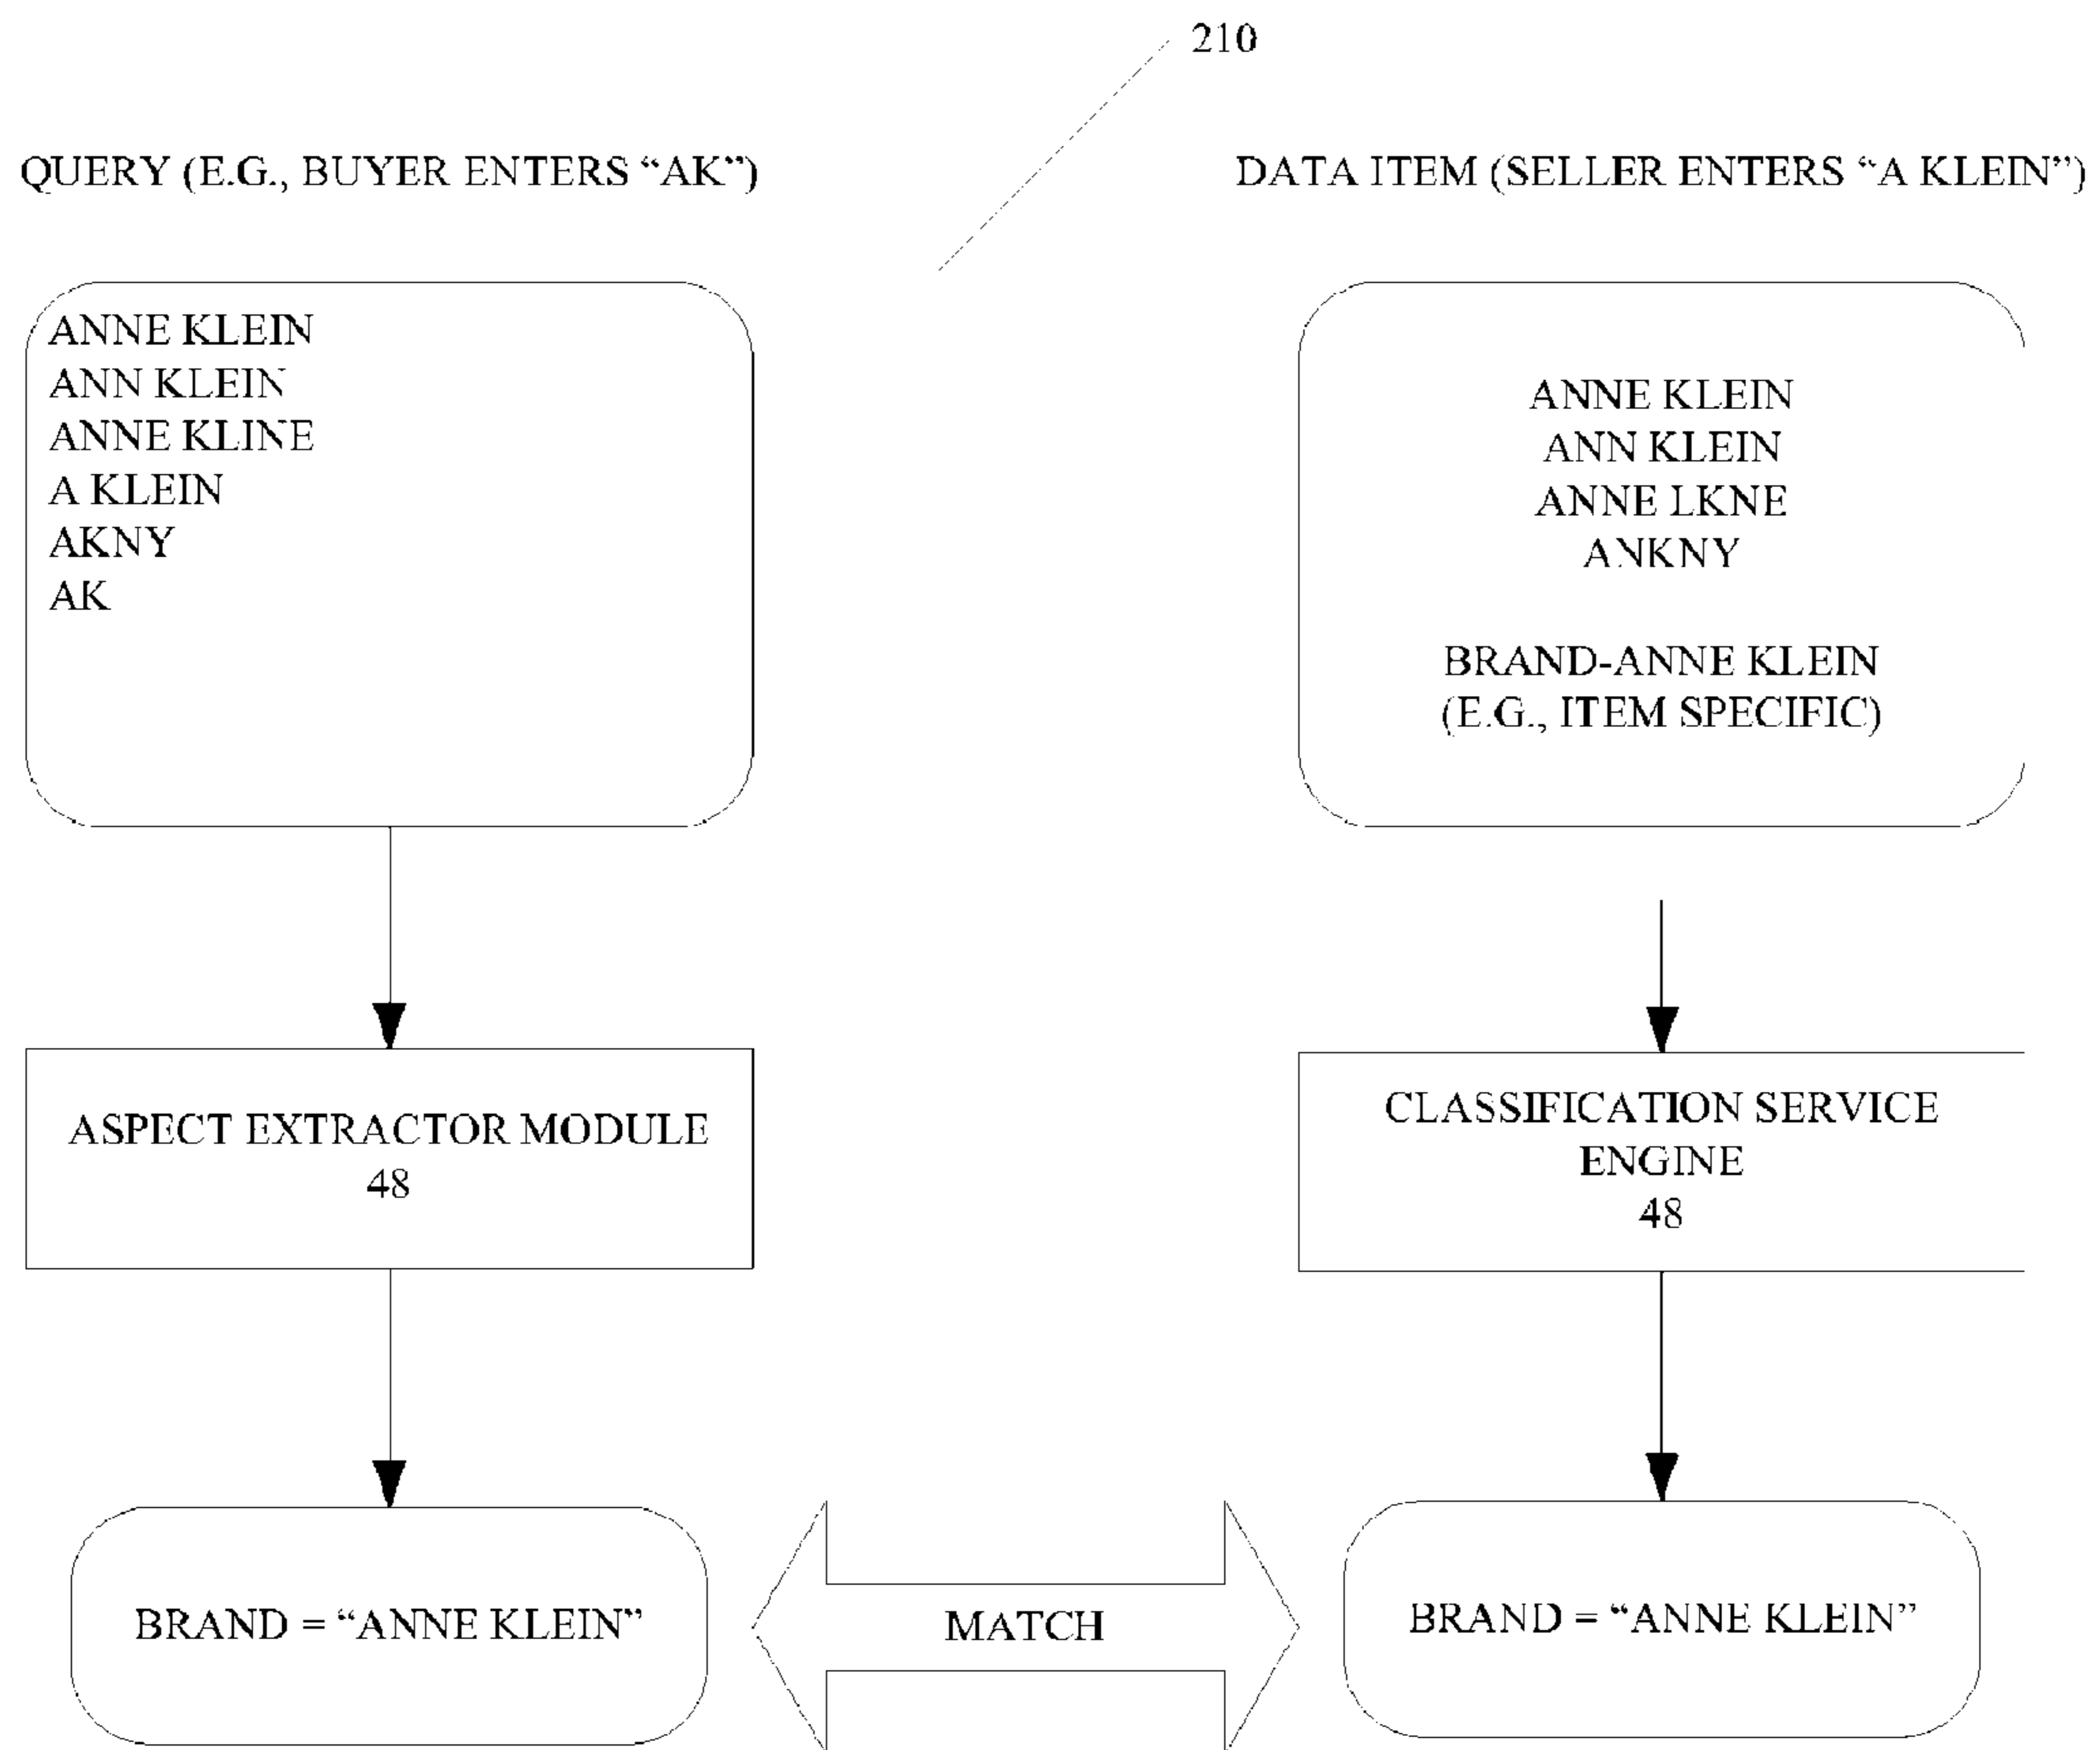 210
QUERY (E.G., BUYER ENTERS “AK”)
DATA ITEM (SELLER ENTERS “A KLEIN”)
ANNE KLEIN
ANN KLEIN
ANNE KLINE
A KLEIN
AKNY
AK
ANNE KLEIN
ANN KLEIN
ANNE LKNE
ANKNY
BRAND-ANNE KLEIN
(E.G., ITEM SPECIFIC)
ASPECT EXTRACTOR MODULE
48
CLASSIFICATION SERVICE
ENGINE
48
BRAND = “ANNE KLEIN”
MATCH
BRAND = “ANNE KLEIN”